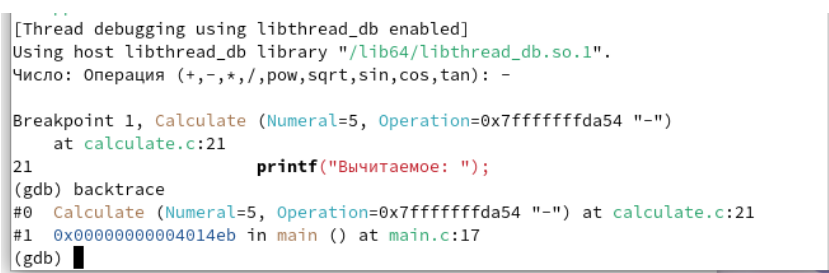 [Thread debugging using libthread_db enabled]
Using host libthread_db library "/lib64/libthread_db.so.1".
Число: Операция (+,-,*,/,pow,sqrt,sin,cos,tan): -
Breakpoint 1, Calculate (Numeral=5, Operation=0x7fffffffda54 "-")
    at calculate.c:21
21                      printf("Вычитаемое: ");
(gdb) backtrace
#0  Calculate (Numeral=5, Operation=0x7fffffffda54 "-") at calculate.c:21
#1  0x00000000004014eb in main () at main.c:17
(gdb)